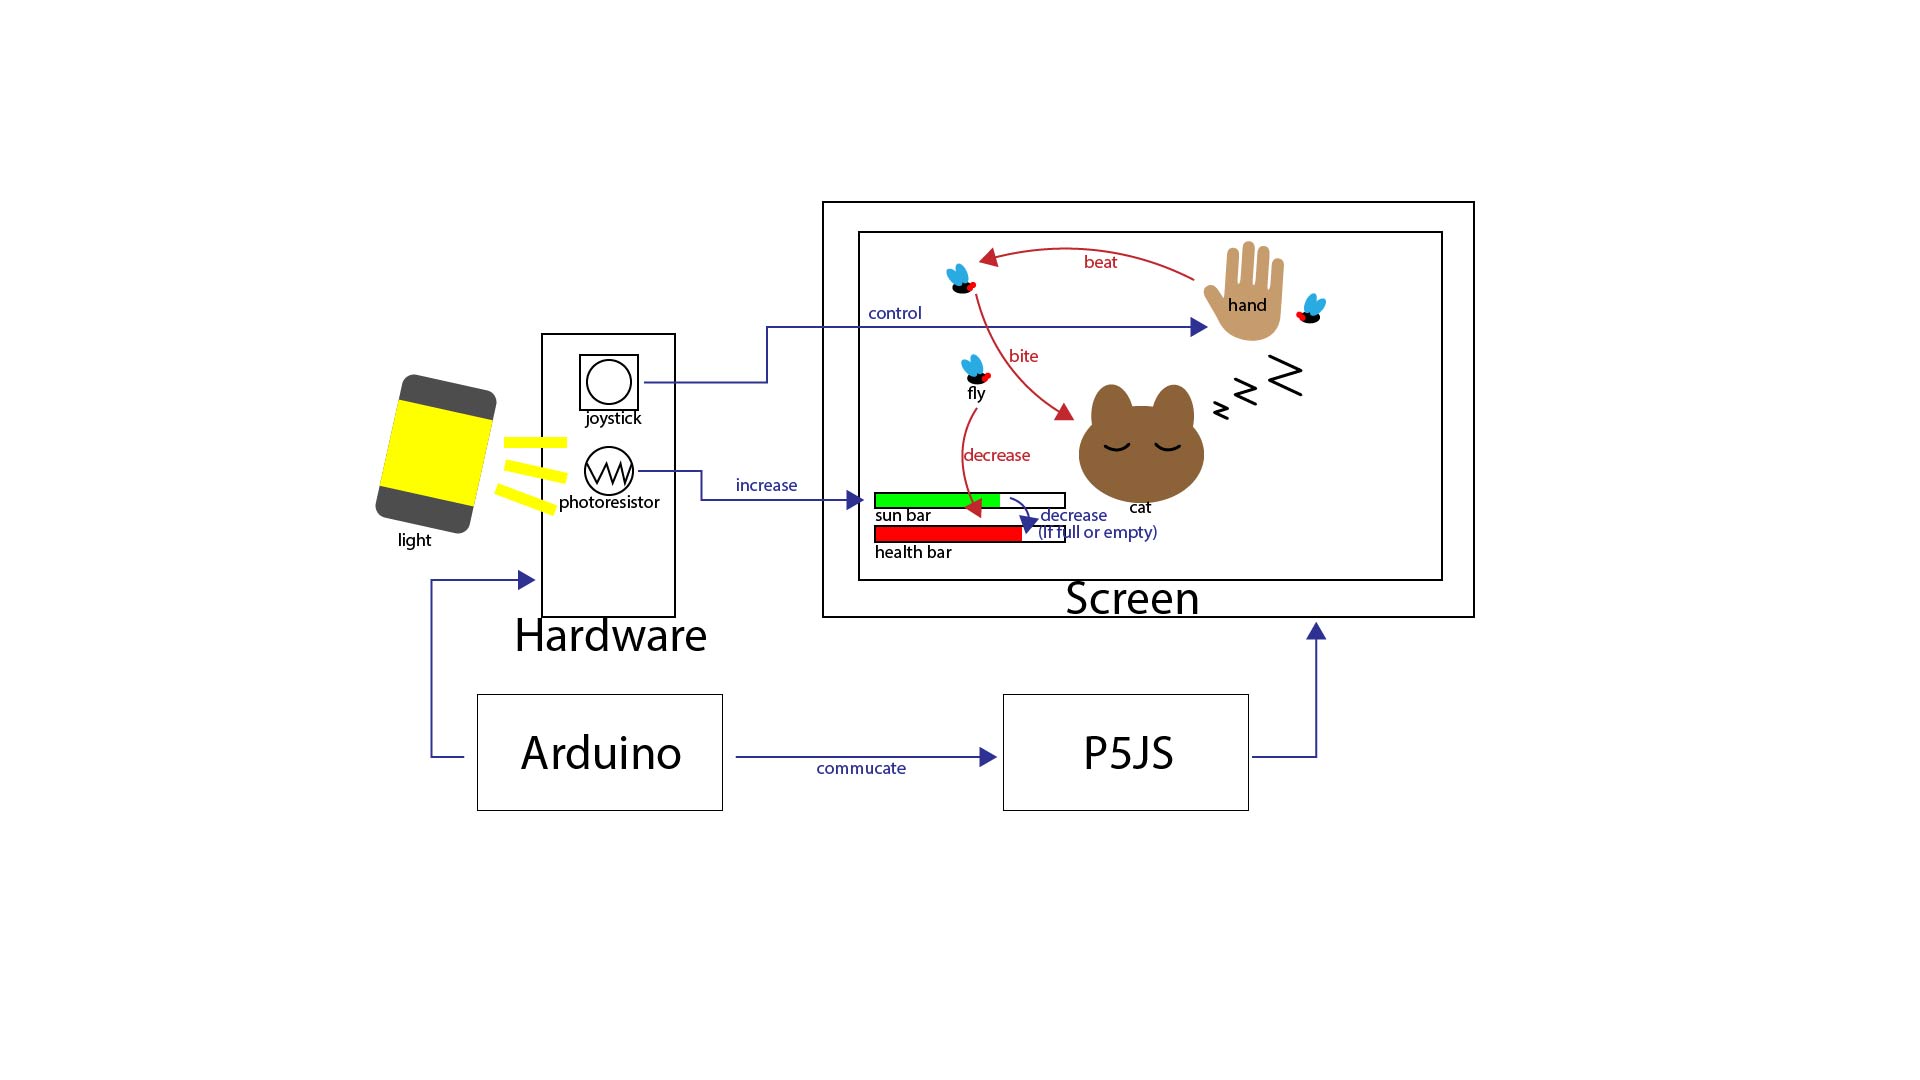 beat
hand
control
bite
fly
joystick
decrease
increase
photoresistor
sun bar
cat
decrease
(If full or empty)
light
health bar
Screen
Hardware
Arduino
P5JS
commucate